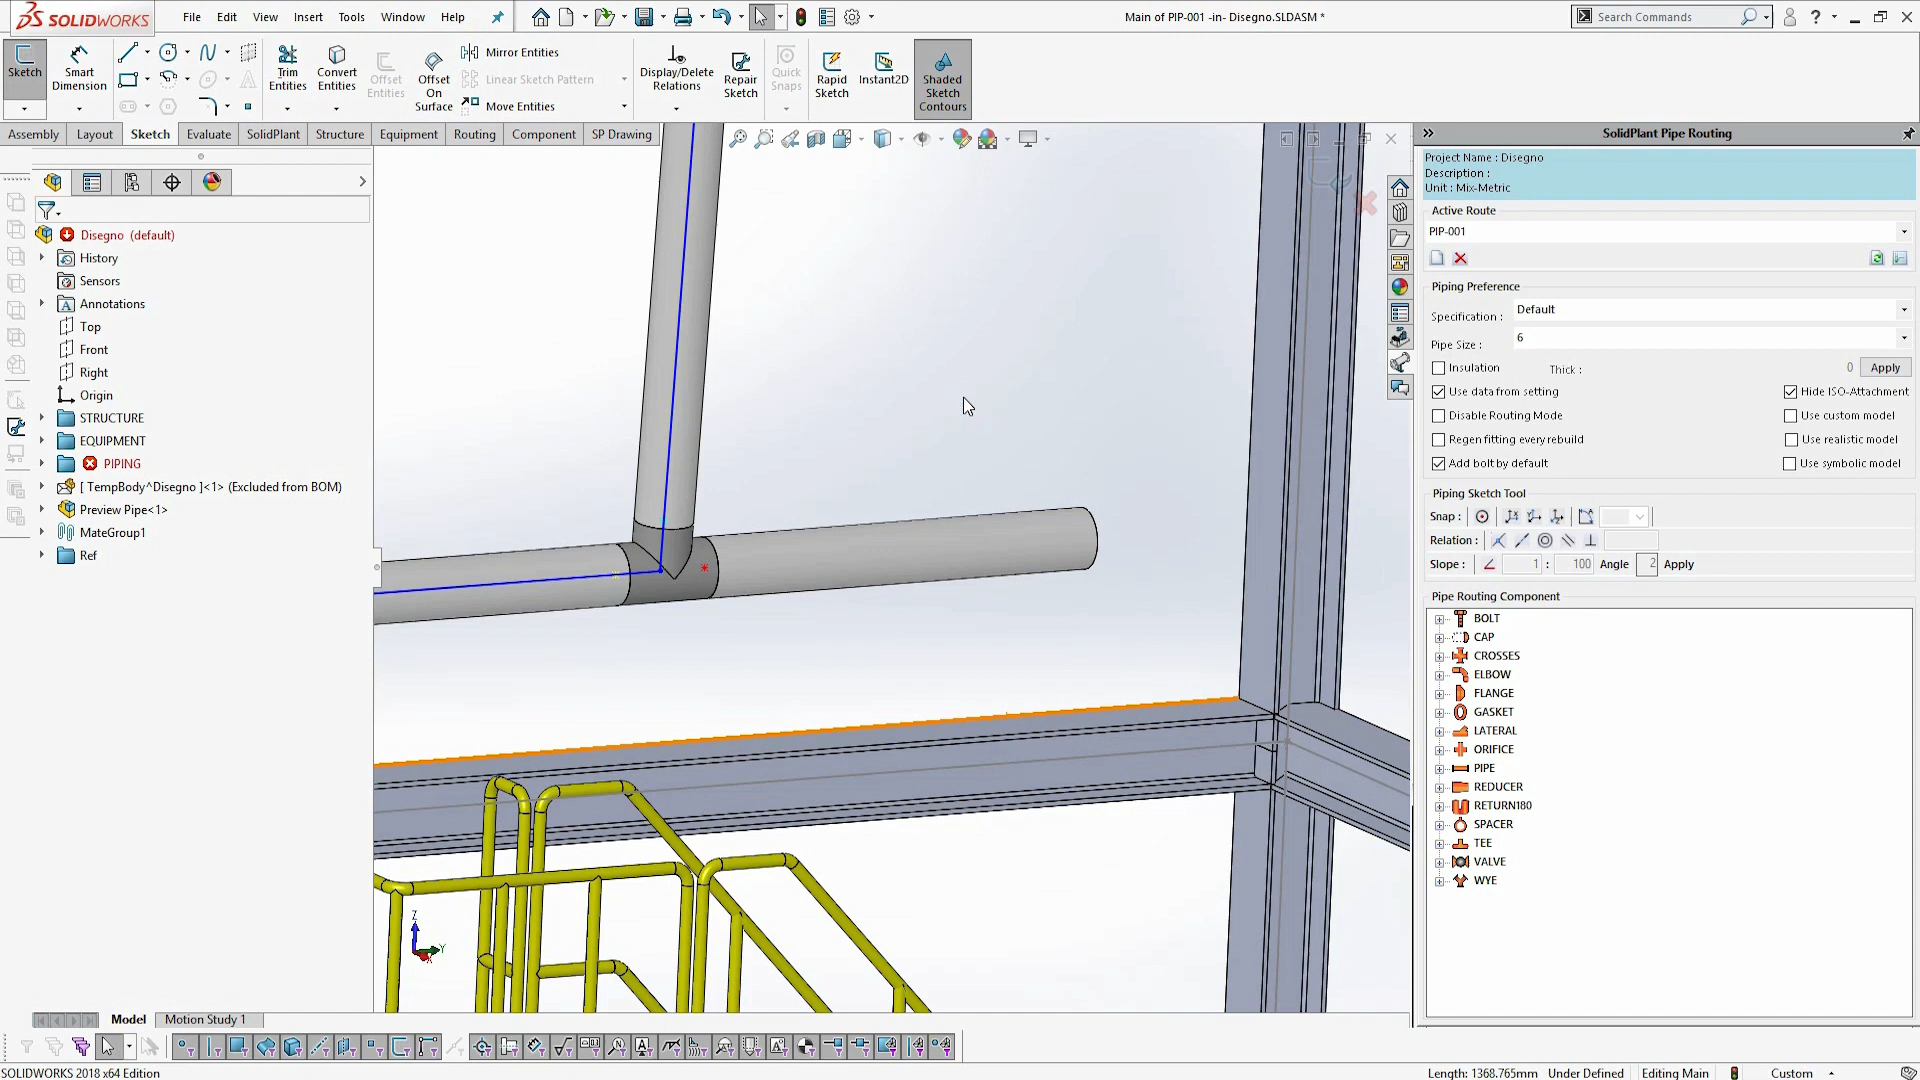 SOLIDWORKS
File Edit View Insert Tools Window Help
Main of PIP-001 -in- Disegno.SLDASM *
Search Commands
Sketch
Smart Dimension
Trim Entities
Convert Entities
Offset Entities
Offset On Surface
Mirror Entities
Linear Sketch Pattern
Move Entities
Display/Delete Relations
Repair Sketch
Quick Snaps
Rapid Sketch
Instant2D
Shaded Sketch Contours
Assembly Layout Sketch Evaluate SolidPlant Structure Equipment Routing Component SP Drawing
Disegno (default)
History
Sensors
Annotations
Top
Front
Right
Origin
STRUCTURE
EQUIPMENT
PIPING
[ TempBody^Disegno ]<1> (Excluded from BOM)
Preview Pipe<1>
MateGroup1
Ref
Z
Y
X
SolidPlant Pipe Routing
Project Name : Disegno
Description :
Unit : Mix-Metric
Active Route
PIP-001
Piping Preference
Specification : Default
Pipe Size : 6
Insulation Thick : 0 Apply
Use data from setting Hide ISO-Attachment
Disable Routing Mode Use custom model
Regen fitting every rebuild Use realistic model
Add bolt by default Use symbolic model
Piping Sketch Tool
Snap :
Relation :
Slope : 1 : 100 Angle 2 Apply
Pipe Routing Component
BOLT
CAP
CROSSES
ELBOW
FLANGE
GASKET
LATERAL
ORIFICE
PIPE
REDUCER
RETURN180
SPACER
TEE
VALVE
WYE
Model Motion Study 1
SOLIDWORKS 2018 x64 Edition
Length: 1368.765mm Under Defined Editing Main Custom